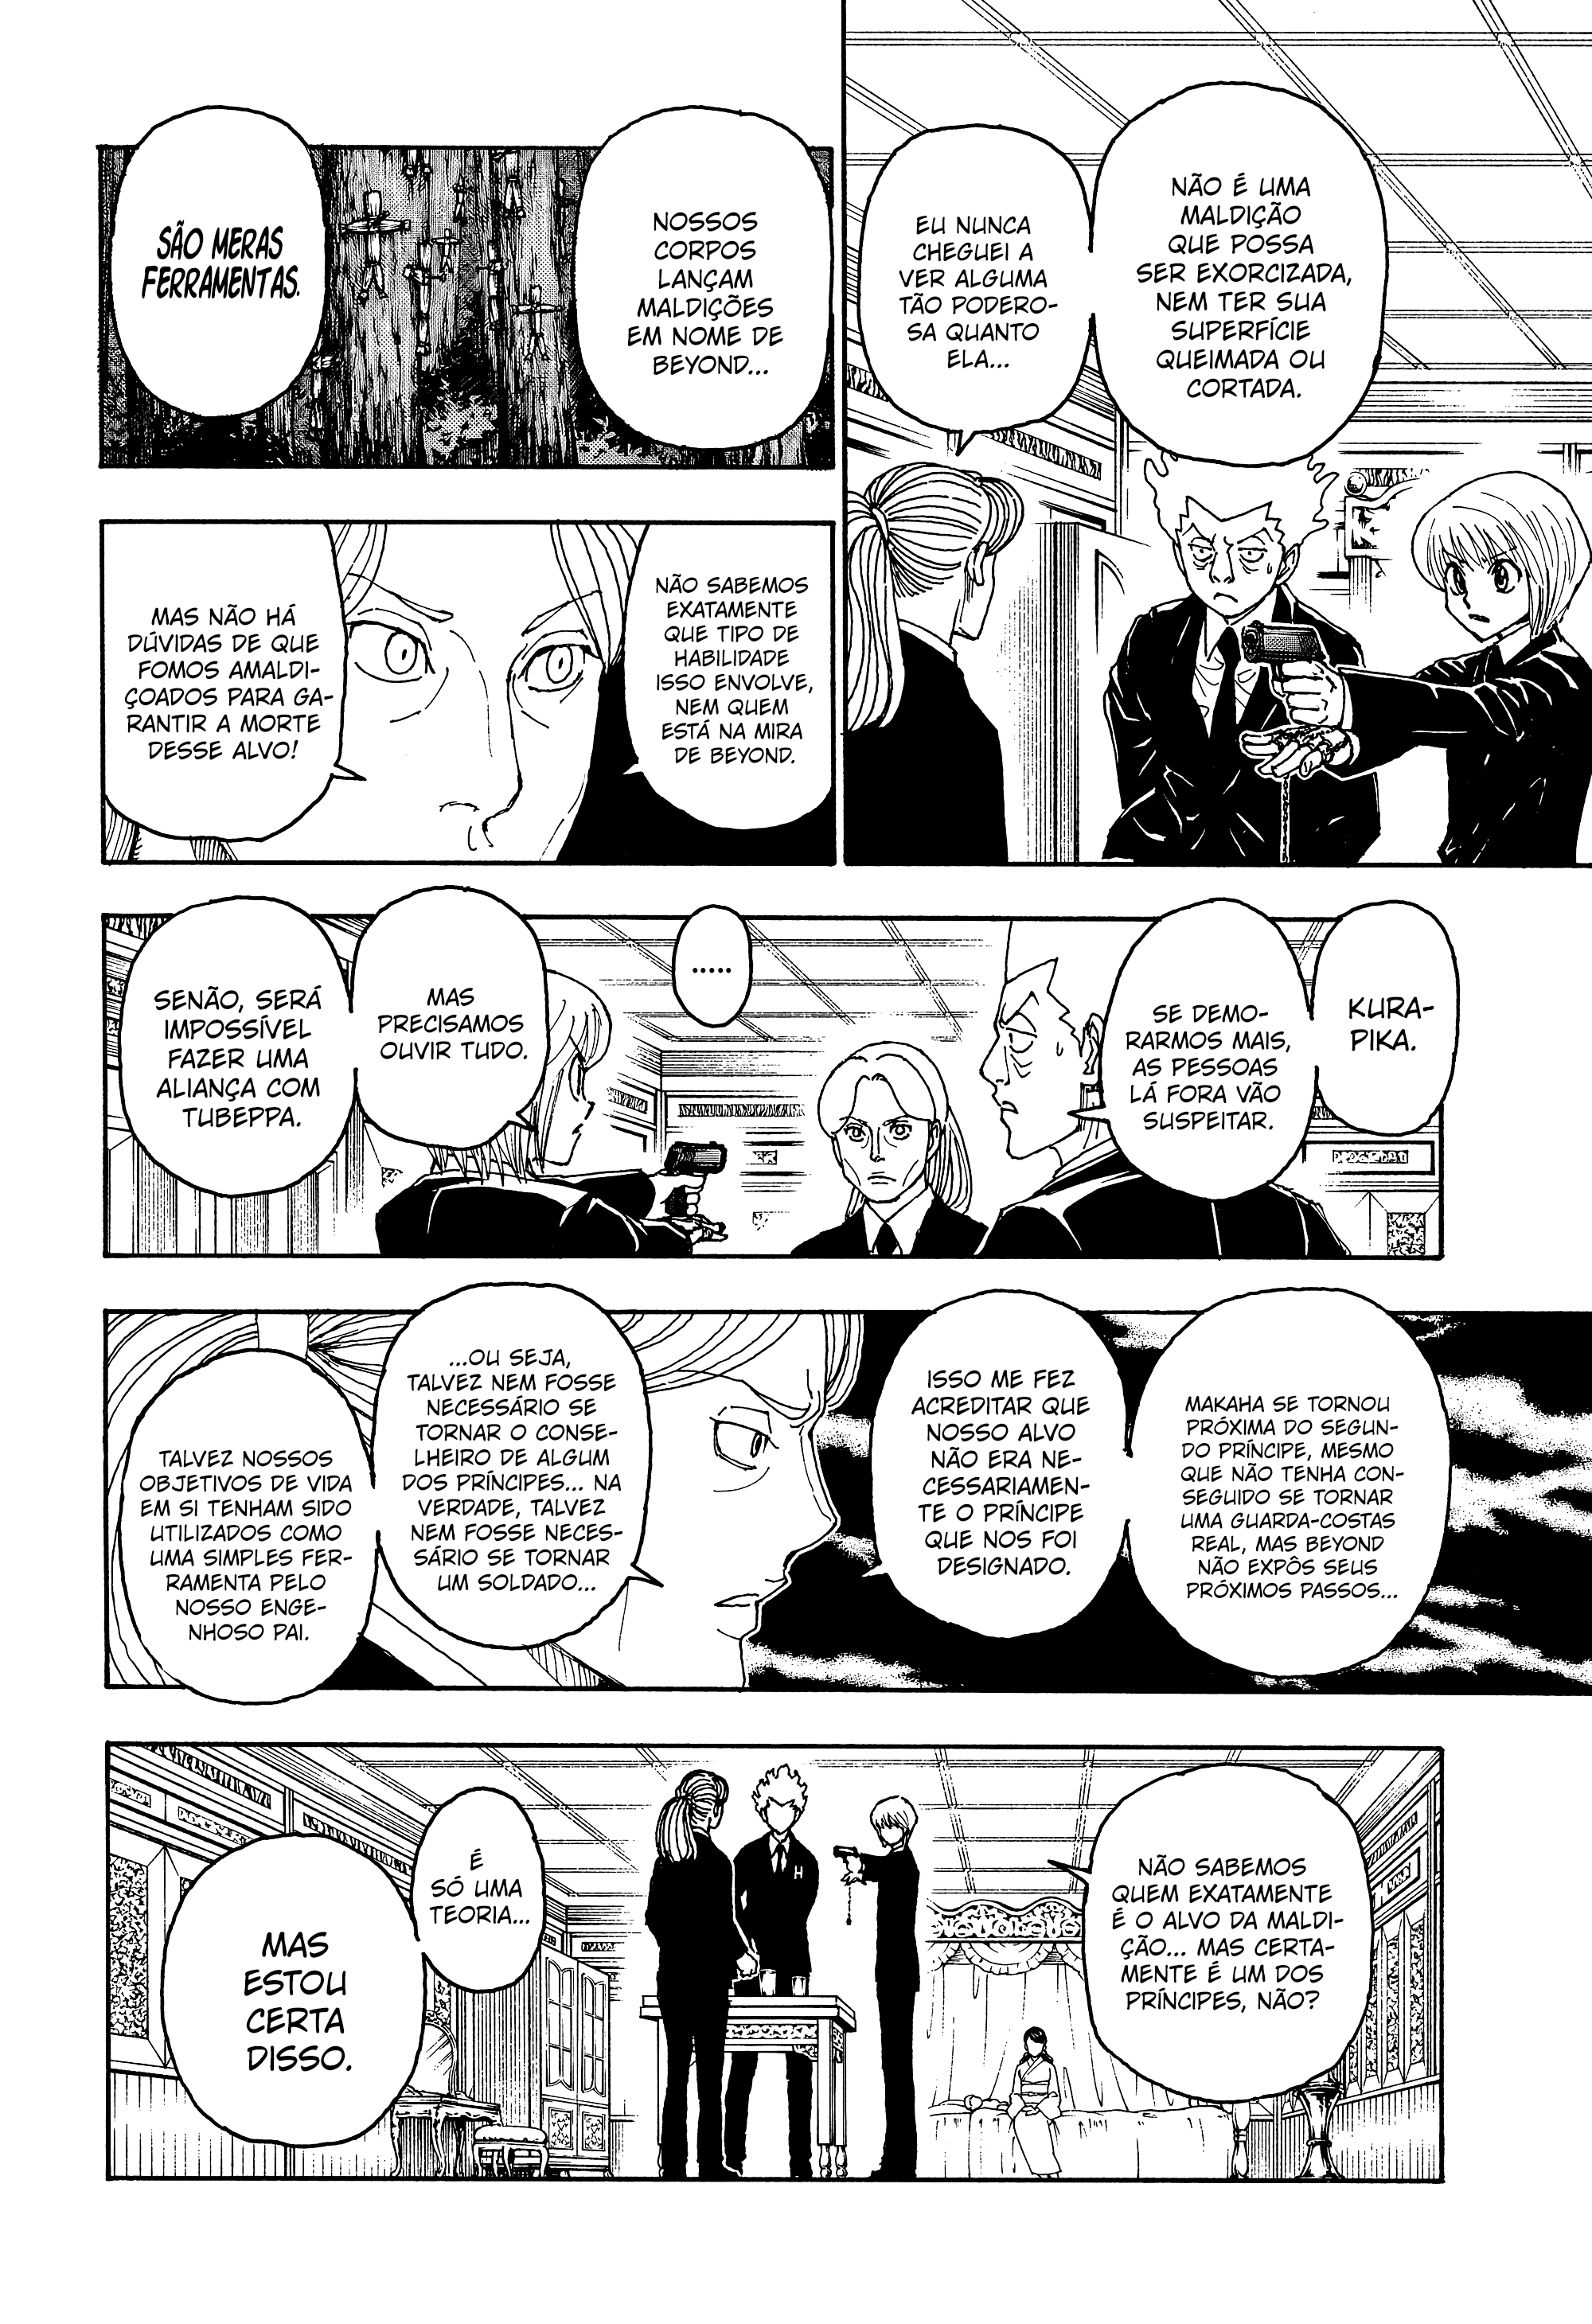 NÃO É UMA
MALDIÇÃO
QUE POSSA
SER EXORCIZADA,
NEM TER SUA
SUPERFÍCIE
QUEIMADA OU
CORTADA.
EU NUNCA
CHEGUEI A
VER ALGUMA
TÃO PODERO-
SA QUANTO
ELA...
NOSSOS
CORPOS
LANÇAM
MALDIÇÕES
EM NOME DE
BEYOND...
SÃO MERAS
FERRAMENTAS.
NÃO SABEMOS
EXATAMENTE
QUE TIPO DE
HABILIDADE
ISSO ENVOLVE,
NEM QUEM
ESTÁ NA MIRA
DE BEYOND.
MAS NÃO HÁ
DÚVIDAS DE QUE
FOMOS AMALDI-
ÇOADOS PARA GA-
RANTIR A MORTE
DESSE ALVO!
KURA-
PIKA.
SE DEMO-
RARMOS MAIS,
AS PESSOAS
LÁ FORA VÃO
SUSPEITAR.
.....
MAS
PRECISAMOS
OUVIR TUDO.
SENÃO, SERÁ
IMPOSSÍVEL
FAZER UMA
ALIANÇA COM
TUBEPPA.
MAKAHA SE TORNOU
PRÓXIMA DO SEGUN-
DO PRÍNCIPE, MESMO
QUE NÃO TENHA CON-
SEGUIDO SE TORNAR
UMA GUARDA-COSTAS
REAL, MAS BEYOND
NÃO EXPÔS SEUS
PRÓXIMOS PASSOS...
ISSO ME FEZ
ACREDITAR QUE
NOSSO ALVO
NÃO ERA NE-
CESSARIAMEN-
TE O PRÍNCIPE
QUE NOS FOI
DESIGNADO.
...OU SEJA,
TALVEZ NEM FOSSE
NECESSÁRIO SE
TORNAR O CONSE-
LHEIRO DE ALGUM
DOS PRÍNCIPES... NA
VERDADE, TALVEZ
NEM FOSSE NECES-
SÁRIO SE TORNAR
UM SOLDADO...
TALVEZ NOSSOS
OBJETIVOS DE VIDA
EM SI TENHAM SIDO
UTILIZADOS COMO
UMA SIMPLES FER-
RAMENTA PELO
NOSSO ENGE-
NHOSO PAI.
NÃO SABEMOS
QUEM EXATAMENTE
É O ALVO DA MALDI-
ÇÃO... MAS CERTA-
MENTE É UM DOS
PRÍNCIPES, NÃO?
H
É
SÓ UMA
TEORIA...
MAS
ESTOU
CERTA
DISSO.